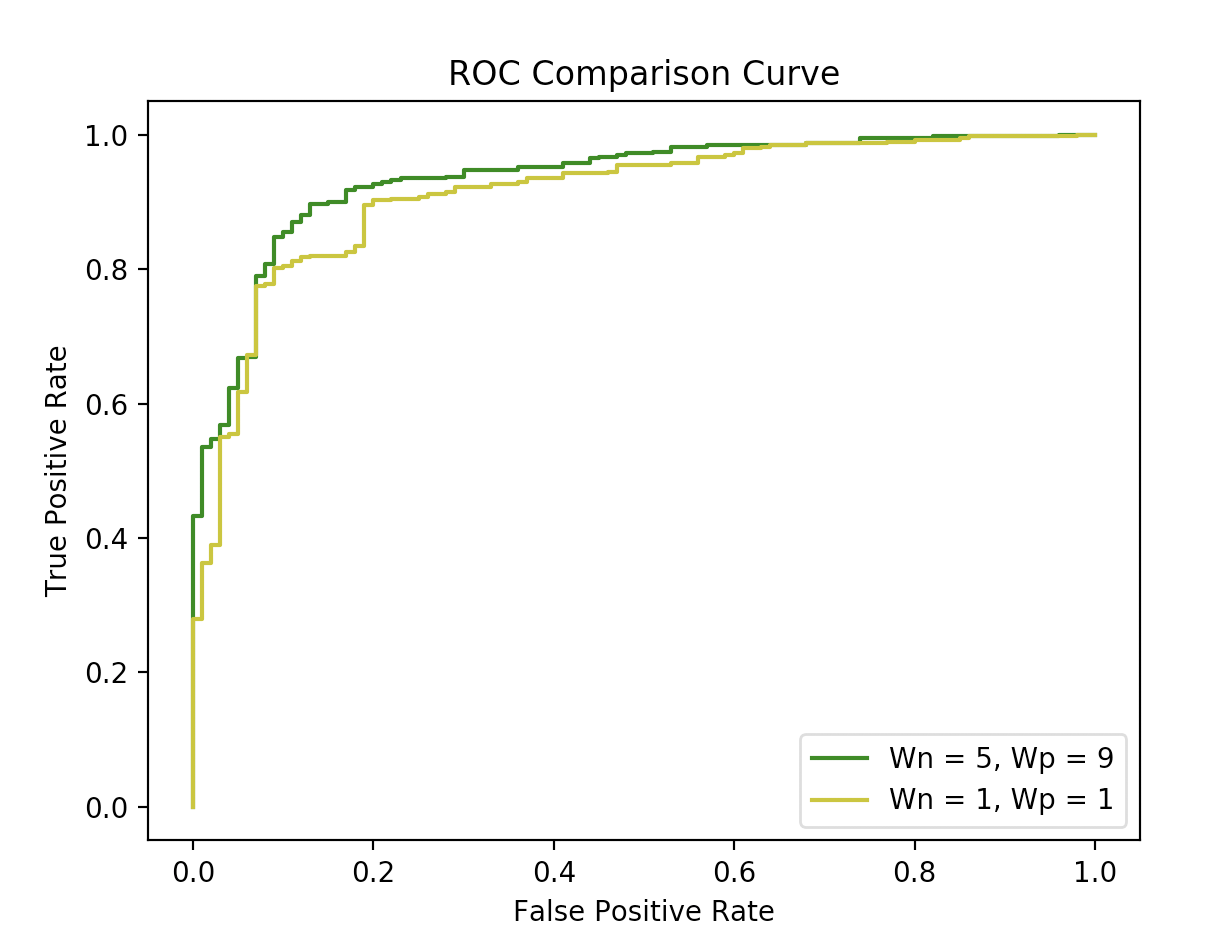 ROC Comparison Curve
True Positive Rate
1.0
0.8
0.6
0.4
0.2
0.0
Wn = 5, Wp = 9
Wn = 1, Wp = 1
0.0 0.2 0.4 0.6 0.8 1.0
False Positive Rate